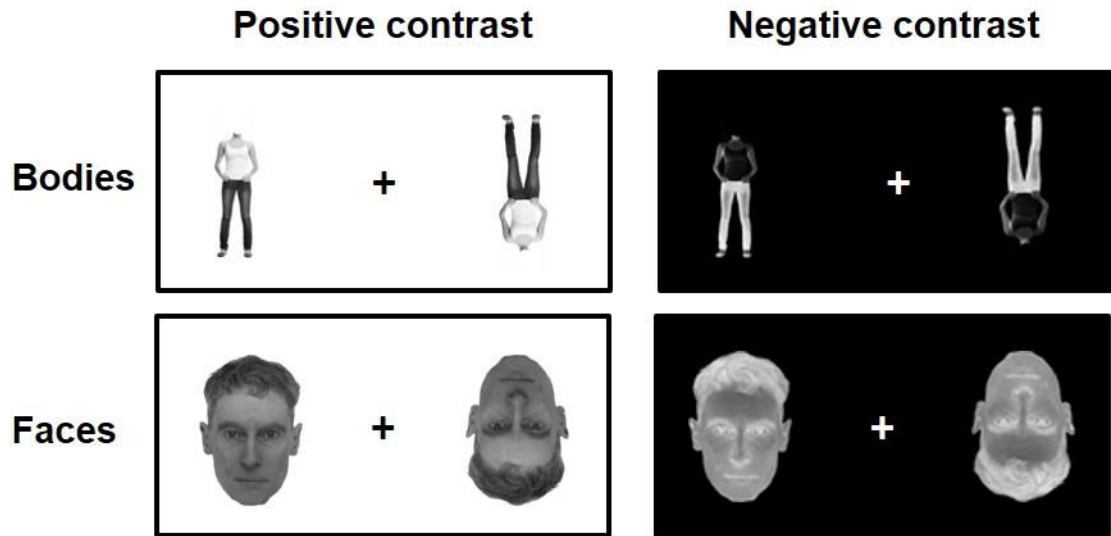 Positive contrast
Negative contrast
Bodies
+
+
Faces
+
+